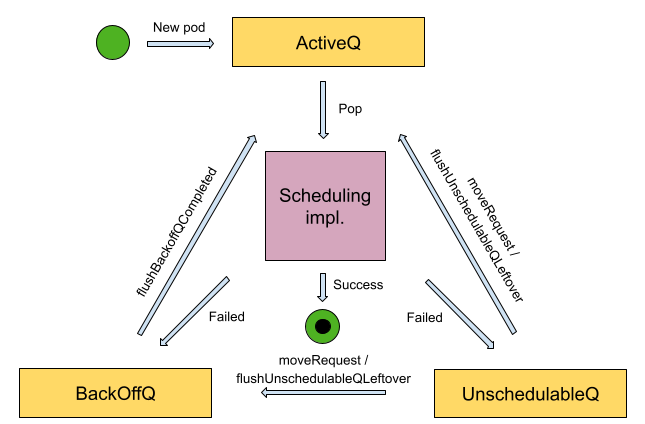 New pod
ActiveQ
Pop
flushBackoffQCompleted
Scheduling
impl.
moveRequest /
flushUnschedulableQLeftover
Success
Failed
Failed
moveRequest /
flushUnschedulableQLeftover
BackOffQ
UnschedulableQ